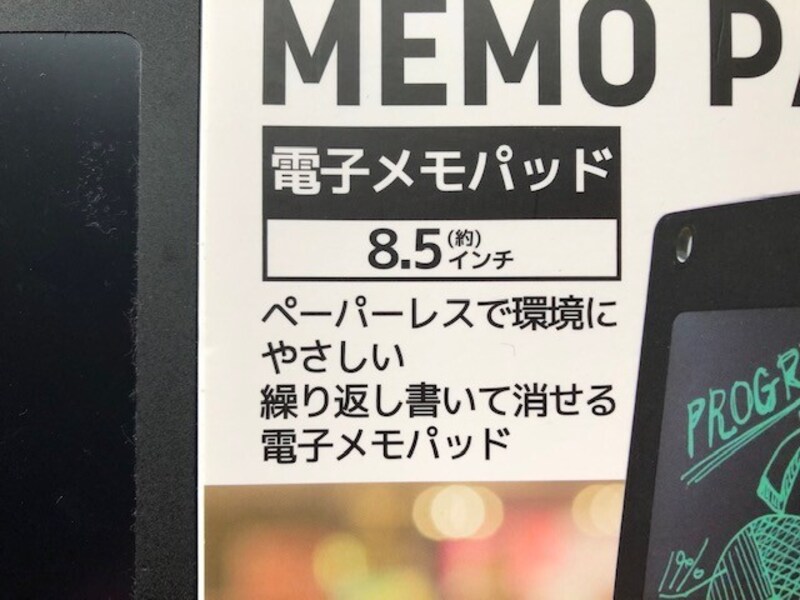 MEMO PA
電子メモパッド
8.5(約)インチ
ペーパーレスで環境に
やさしい
繰り返し書いて消せる
電子メモパッド
PROGR
19%